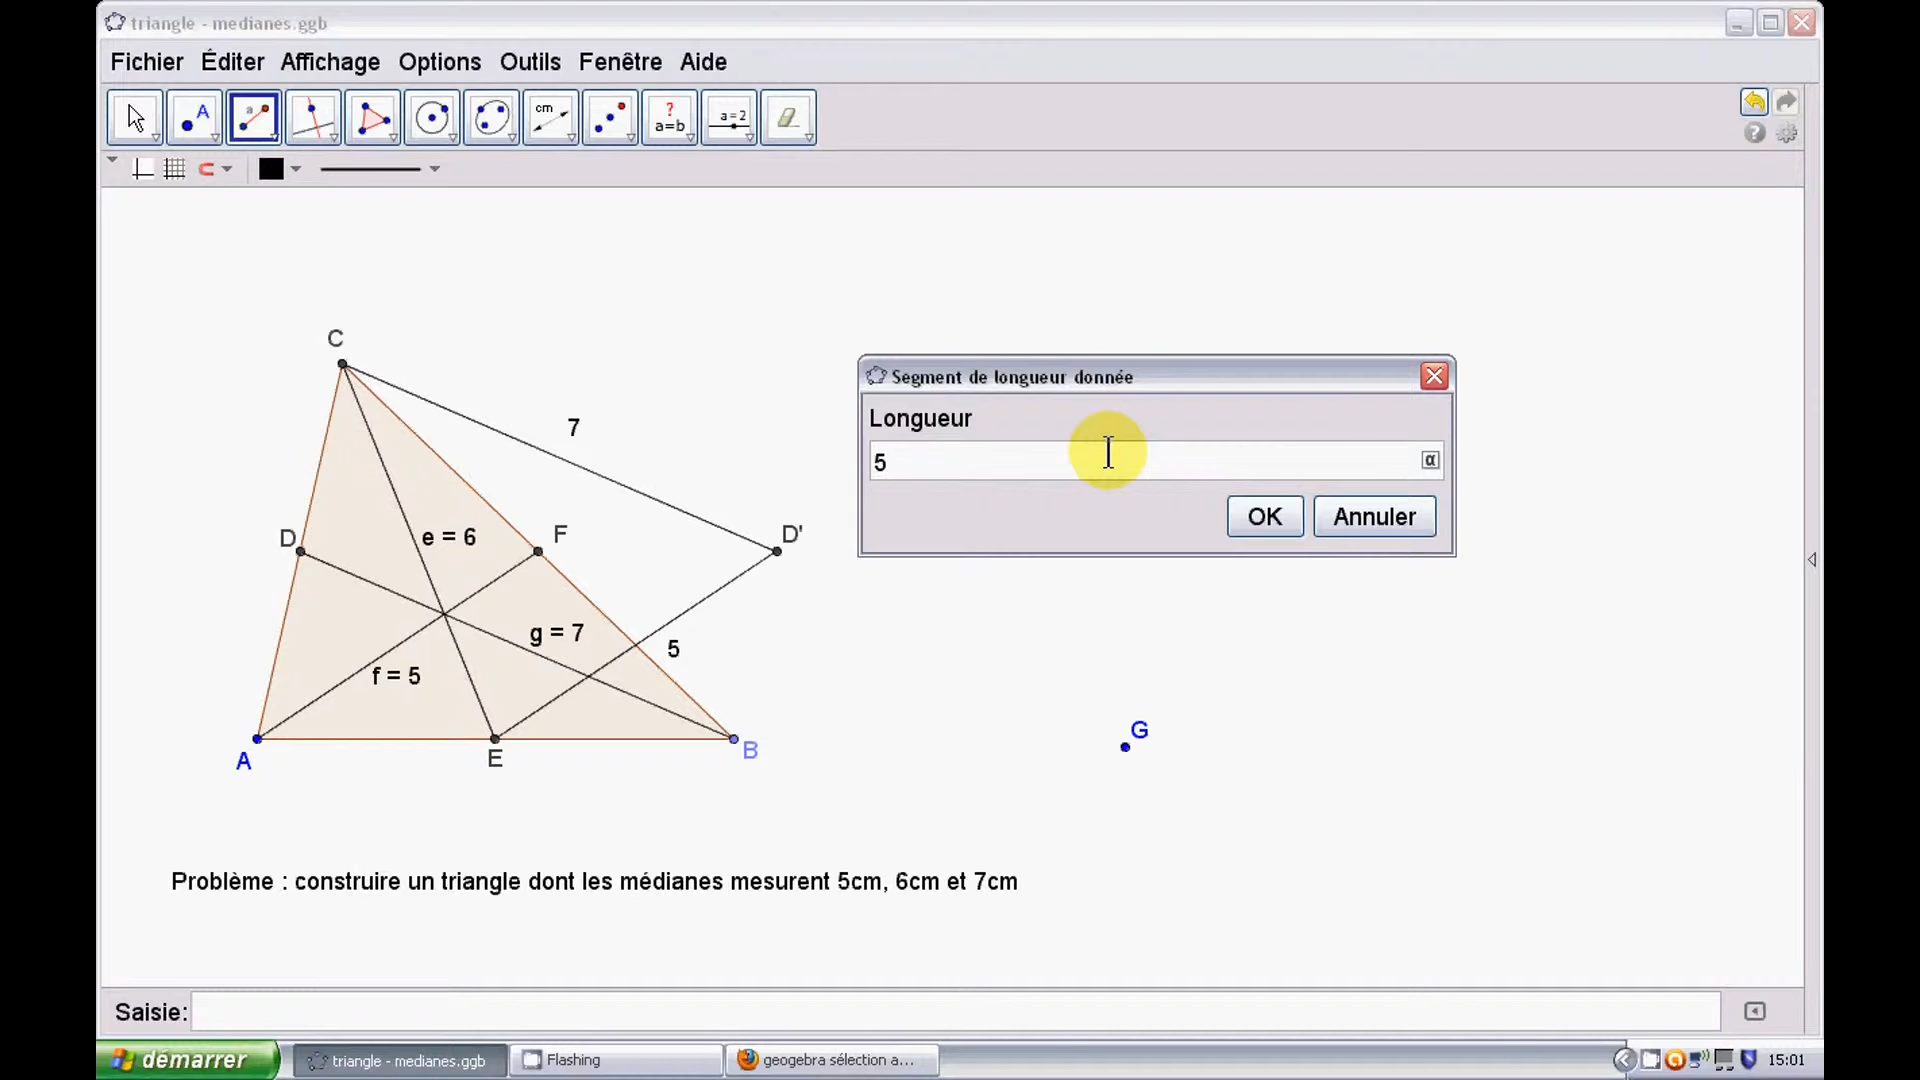 triangle - medianes.ggb
Fichier Éditer Affichage Options Outils Fenêtre Aide
A a cm ? a=b a=2
C
7
Segment de longueur donnée
Longueur
5 α
OK Annuler
D e = 6 F D'
g = 7 5
f = 5
G
A E B
Problème : construire un triangle dont les médianes mesurent 5cm, 6cm et 7cm
Saisie:
démarrer triangle - medianes.ggb Flashing geogebra sélection a... 15:01